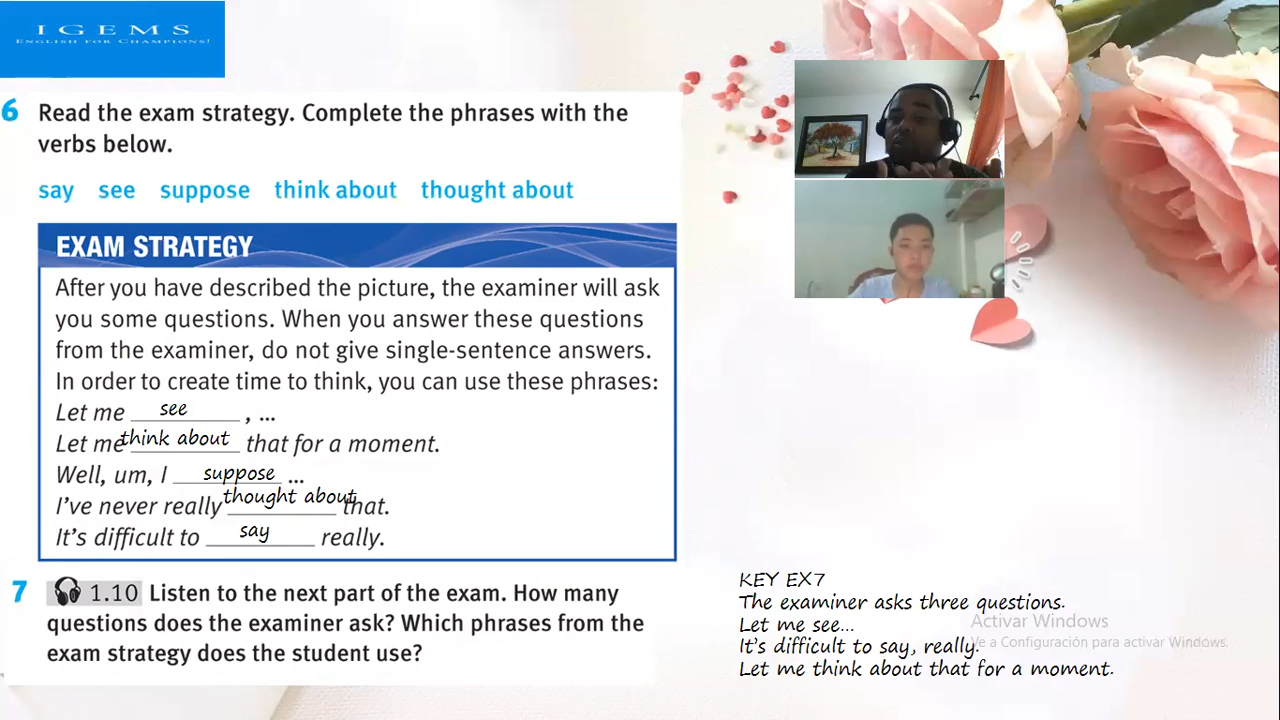 IGEMS
ENGLISH FOR CHAMPIONS!
6 Read the exam strategy. Complete the phrases with the
verbs below.
say see suppose think about thought about
EXAM STRATEGY
After you have described the picture, the examiner will ask
you some questions. When you answer these questions
from the examiner, do not give single-sentence answers.
In order to create time to think, you can use these phrases:
Let me see , ...
Let me think about that for a moment.
Well, um, I suppose ...
I've never really thought about that.
It's difficult to say really.
7 1.10 Listen to the next part of the exam. How many
questions does the examiner ask? Which phrases from the
exam strategy does the student use?
KEY EX7
The examiner asks three questions.
Let me see...
It's difficult to say, really.
Let me think about that for a moment.
Activar Windows
Ve a Configuración para activar Windows.